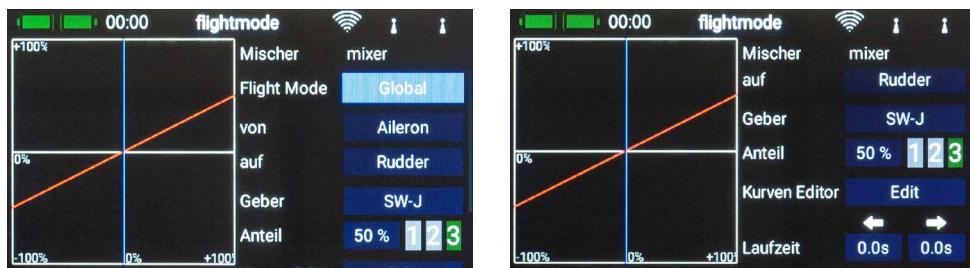 00:00 flightmode
+100%
0%
-100% 0% +100
Mischer mixer
Flight Mode Global
von Aileron
auf Rudder
Geber SW-J
Anteil 50 % 1 2 3
00:00 flightmode
+100%
0%
-100% 0% +100
Mischer mixer
auf Rudder
Geber SW-J
Anteil 50 % 1 2 3
Kurven Editor Edit
Laufzeit 0.0s 0.0s